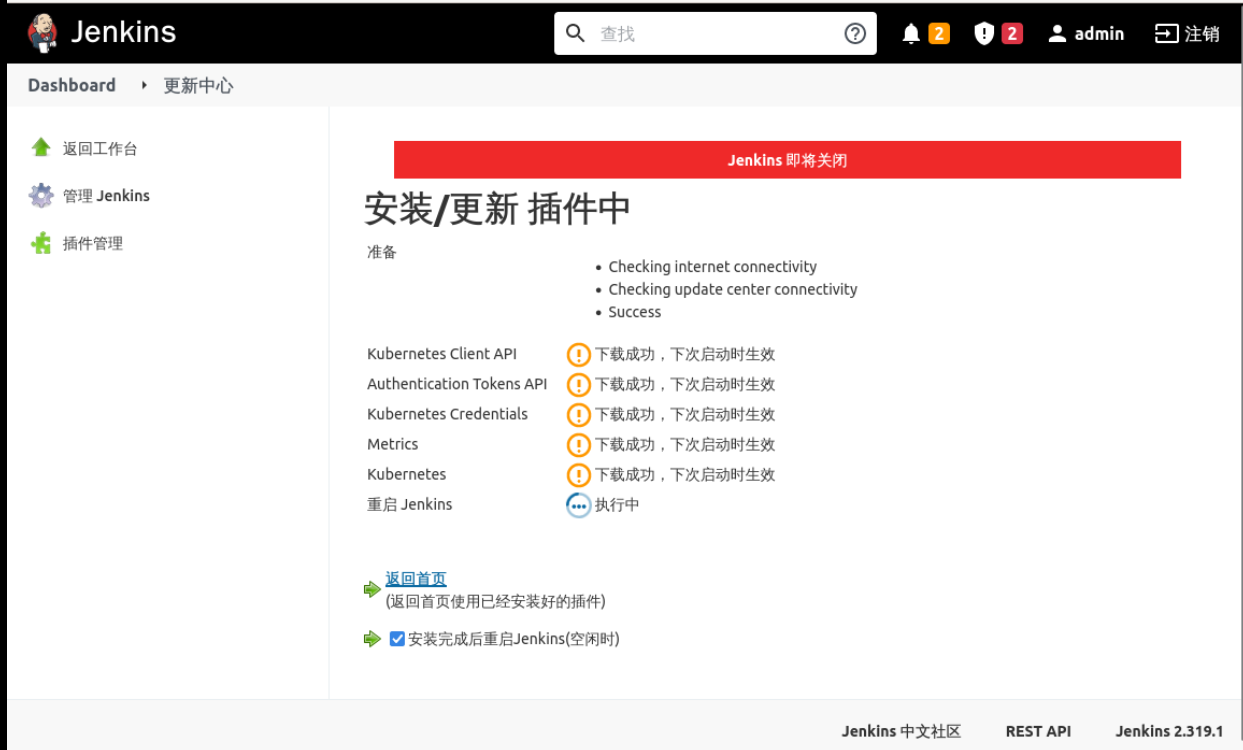 Jenkins
查找
2
2
admin
注销
Dashboard
更新中心
返回工作台
管理 Jenkins
插件管理
Jenkins 即将关闭
安装/更新 插件中
准备
Checking internet connectivity
Checking update center connectivity
Success
Kubernetes Client API 下载成功，下次启动时生效
Authentication Tokens API 下载成功，下次启动时生效
Kubernetes Credentials 下载成功，下次启动时生效
Metrics 下载成功，下次启动时生效
Kubernetes 下载成功，下次启动时生效
重启 Jenkins 执行中
返回首页
(返回首页使用已经安装好的插件)
安装完成后重启Jenkins(空闲时)
Jenkins 中文社区 REST API Jenkins 2.319.1